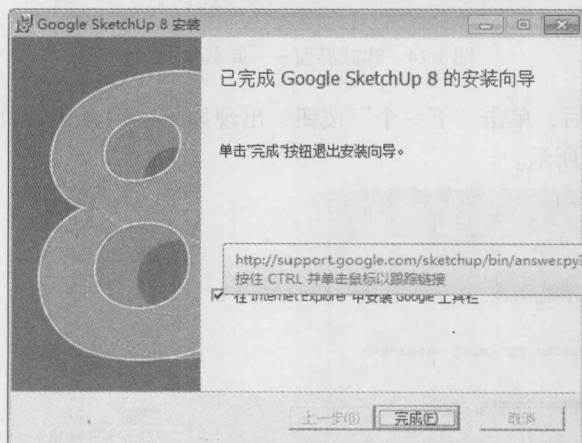 Google SketchUp 8 安装
已完成 Google SketchUp 8 的安装向导
单击"完成"按钮退出安装向导。
http://support.google.com/sketchup/bin/answer.py?
按住 CTRL 并单击鼠标以跟踪链接
在 Internet Explorer 中安装 Google 工具栏
上一步(B) 完成(F) 取消